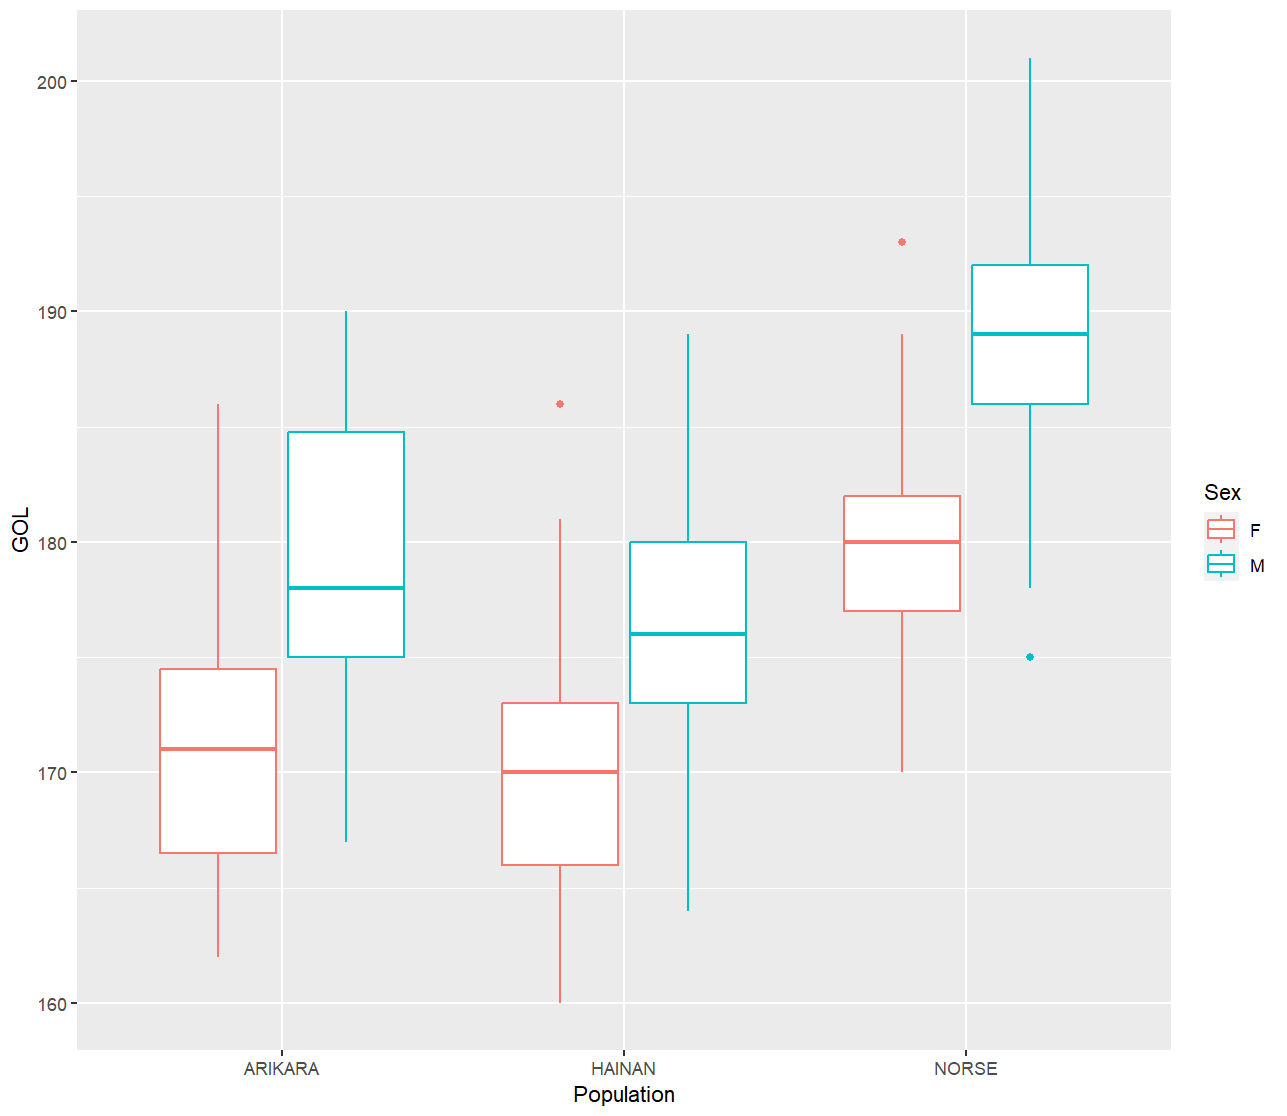 GOL
200
190
180
170
160
ARIKARA
HAINAN
NORSE
Population
Sex
F
M